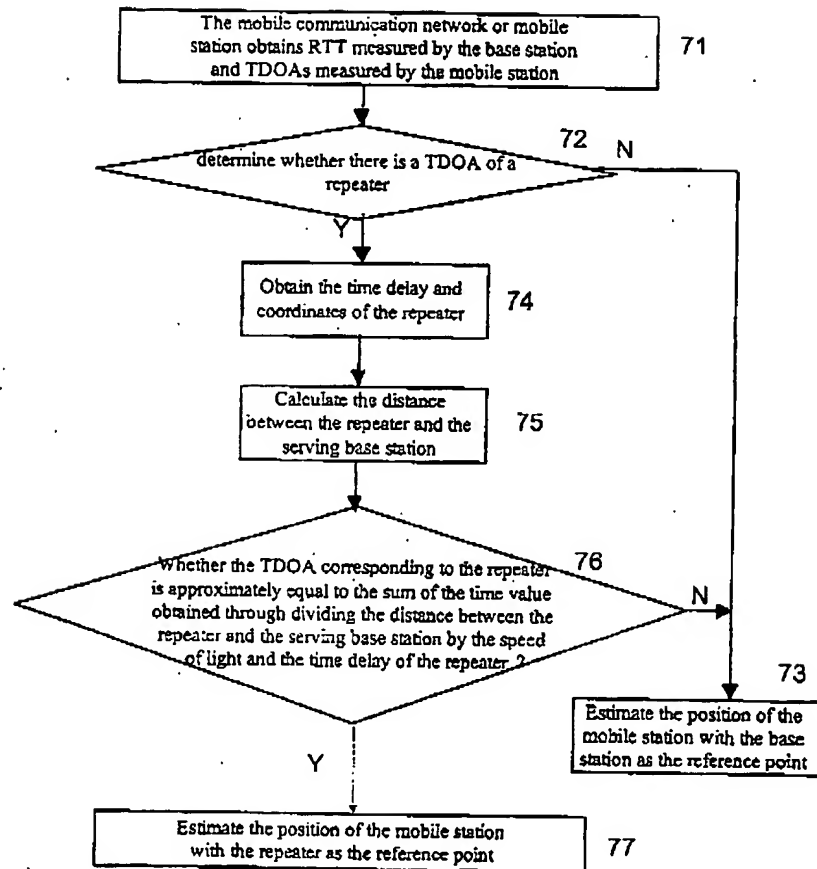 The mobile communication network or mobile
station obtains RTT measured by the base station
and TDOAs measured by the mobile station
71
72
N
determine whether there is a TDOA of a
repeater
Y
Obtain the time delay and
coordinates of the repeater
74
Calculate the distance
between the repeater and the
serving base station
75
76
Whether the TDOA corresponding to the repeater
is approximately equal to the sum of the time value
obtained through dividing the distance between the
repeater and the serving base station by the speed
of light and the time delay of the repeater ?
N
73
Estimate the position of the
mobile station with the base
station as the reference point
Y
Estimate the position of the mobile station
with the repeater as the reference point
77